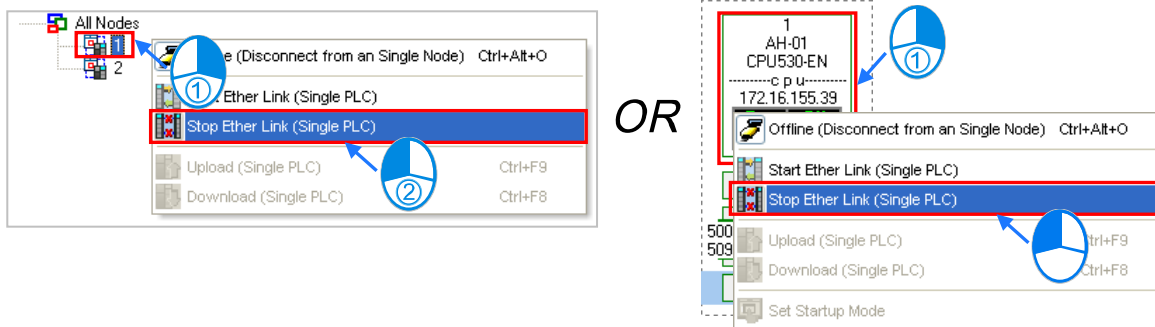 All Nodes
1
2
①
e (Disconnect from an Single Node) Ctrl+Alt+O
Ether Link (Single PLC)
Stop Ether Link (Single PLC)
Upload (Single PLC) Ctrl+F9
Download (Single PLC) Ctrl+F8
②
OR
1
AH-01
CPU530-EN
--------c p u--------
172.16.155.39
①
Offline (Disconnect from an Single Node) Ctrl+Alt+O
Start Ether Link (Single PLC)
Stop Ether Link (Single PLC)
500
509
Upload (Single PLC) Ctrl+F9
Download (Single PLC) Ctrl+F8
Set Startup Mode